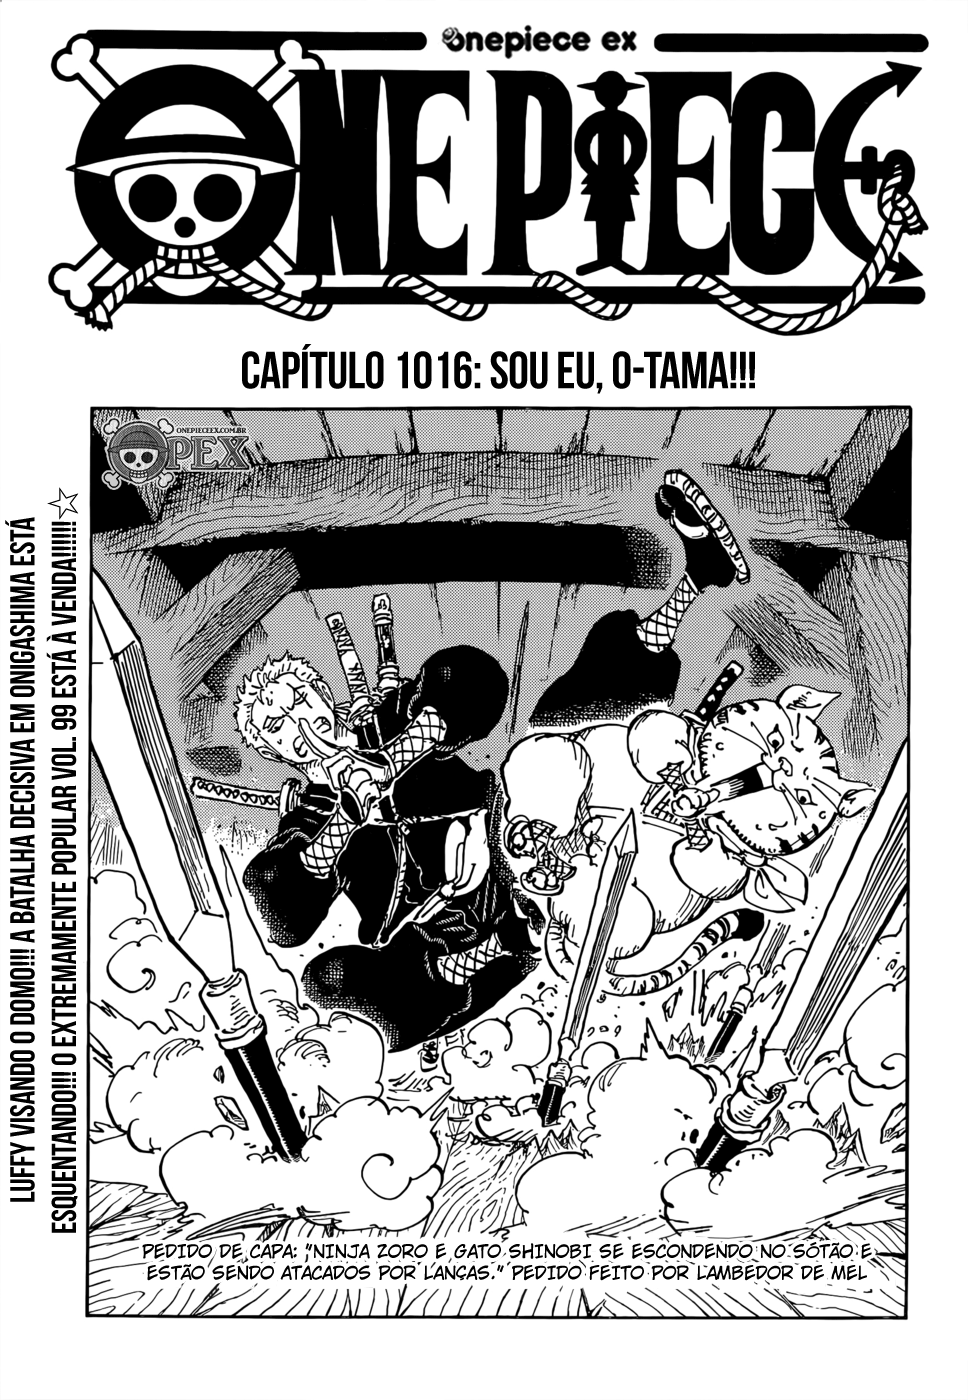 onepiece ex
ONE PIECE
CAPÍTULO 1016: SOU EU, O-TAMA!!!
ONEPIECEEX.COM.BR
OPEX
LUFFY VISANDO O DOMO!!! A BATALHA DECISIVA EM ONIGASHIMA ESTÁ
ESQUENTANDO!!! O EXTREMAMENTE POPULAR VOL. 99 ESTÁ À VENDA!!!!!!☆
PEDIDO DE CAPA: "NINJA ZORO E GATO SHINOBI SE ESCONDENDO NO SÓTÃO E
ESTÃO SENDO ATACADOS POR LANÇAS." PEDIDO FEITO POR LAMBEDOR DE MEL